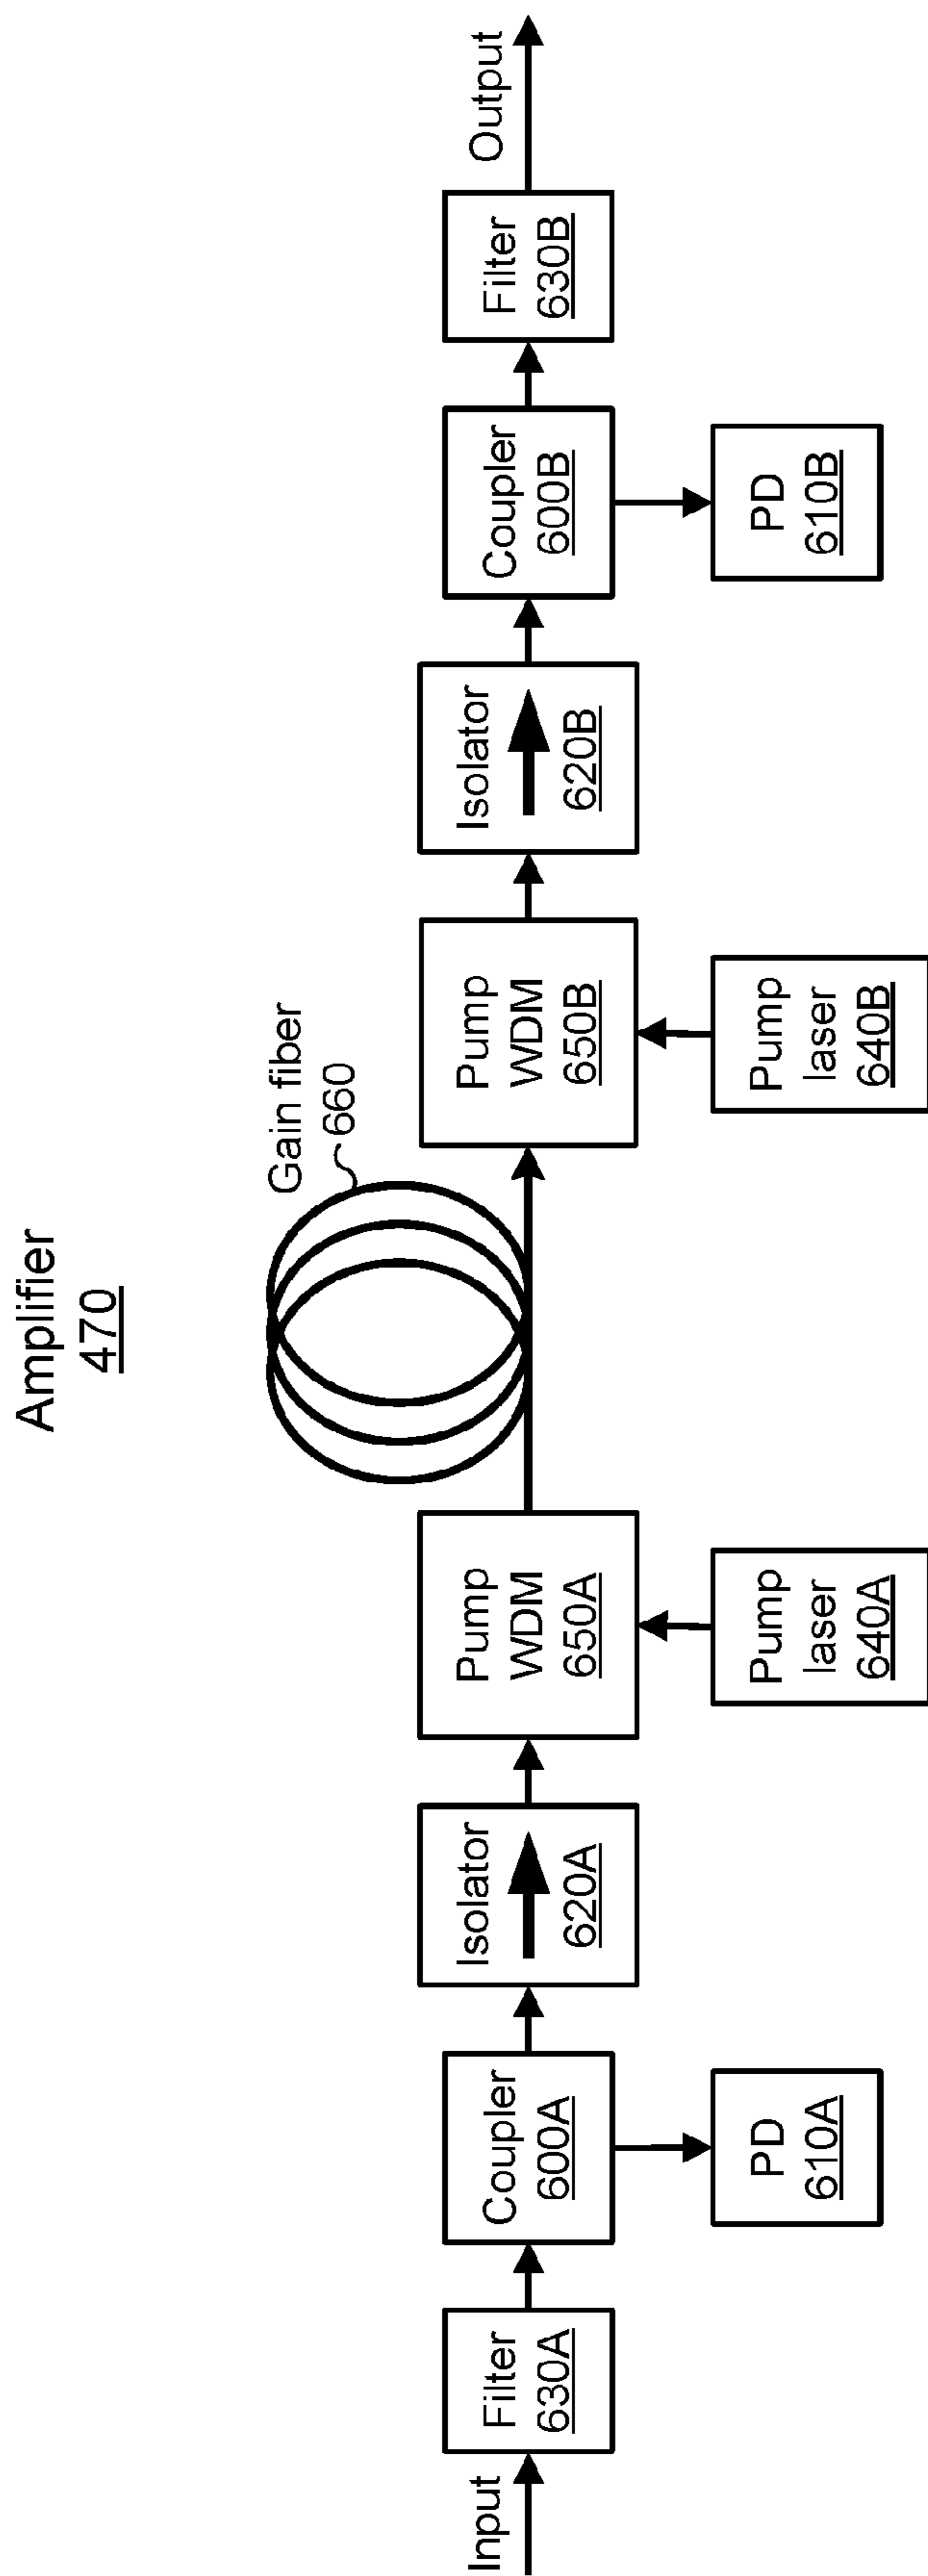 Amplifier
470
Gain fiber
660
Input
Filter
630A
Coupler
600A
Isolator
620A
Pump
WDM
650A
Pump
WDM
650B
Isolator
620B
Coupler
600B
Filter
630B
Output
PD
610A
Pump
laser
640A
Pump
laser
640B
PD
610B